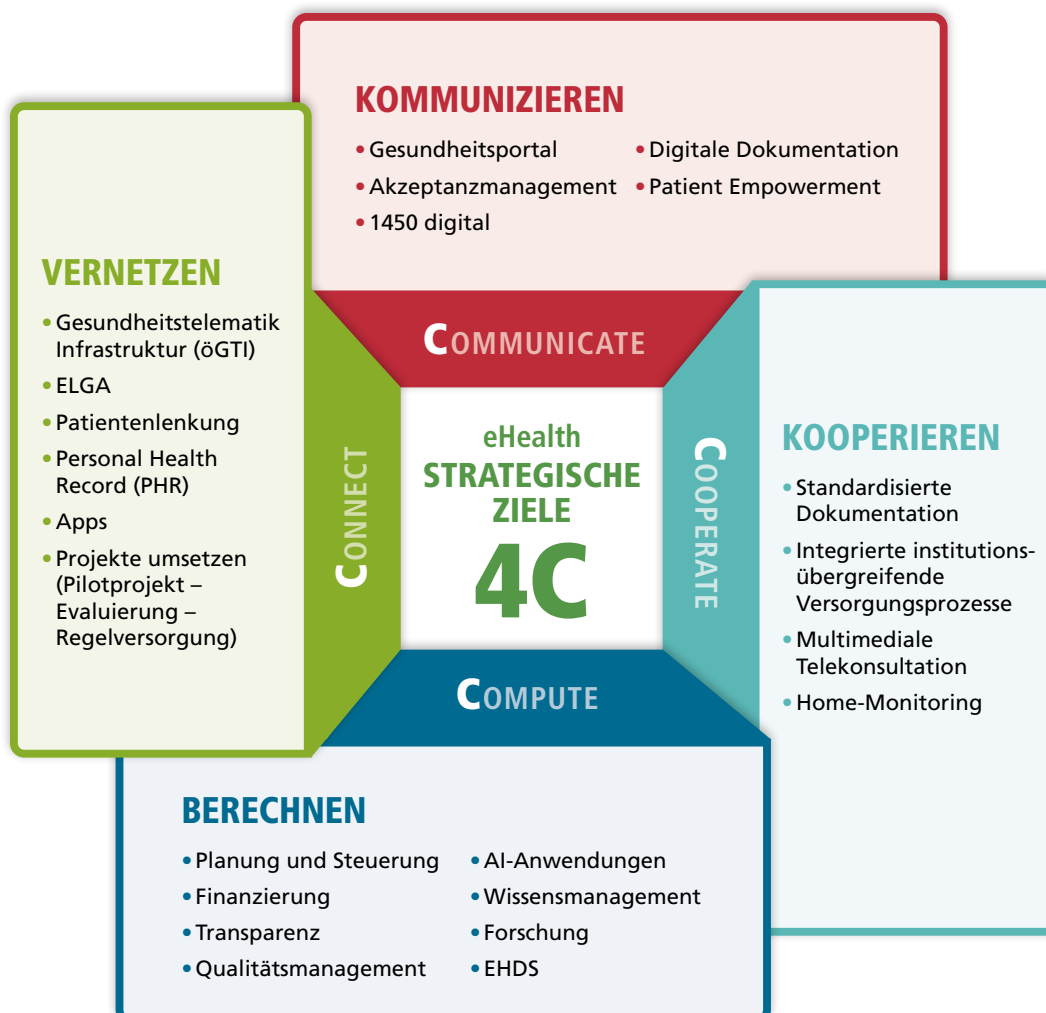 KOMMUNIZIEREN
• Gesundheitsportal
• Akzeptanzmanagement
• 1450 digital
• Digitale Dokumentation
• Patient Empowerment
COMMUNICATE
VERNETZEN
• Gesundheitstelematik
Infrastruktur (öGTI)
• ELGA
• Patientenlenkung
• Personal Health
Record (PHR)
• Apps
• Projekte umsetzen
(Pilotprojekt –
Evaluierung –
Regelversorgung)
CONNECT
eHealth
STRATEGISCHE
ZIELE
4C
COOPERATE
KOOPERIEREN
• Standardisierte
Dokumentation
• Integrierte institutions-
übergreifende
Versorgungsprozesse
• Multimediale
Telekonsultation
• Home-Monitoring
COMPUTE
BERECHNEN
• Planung und Steuerung
• Finanzierung
• Transparenz
• Qualitätsmanagement
• AI-Anwendungen
• Wissensmanagement
• Forschung
• EHDS